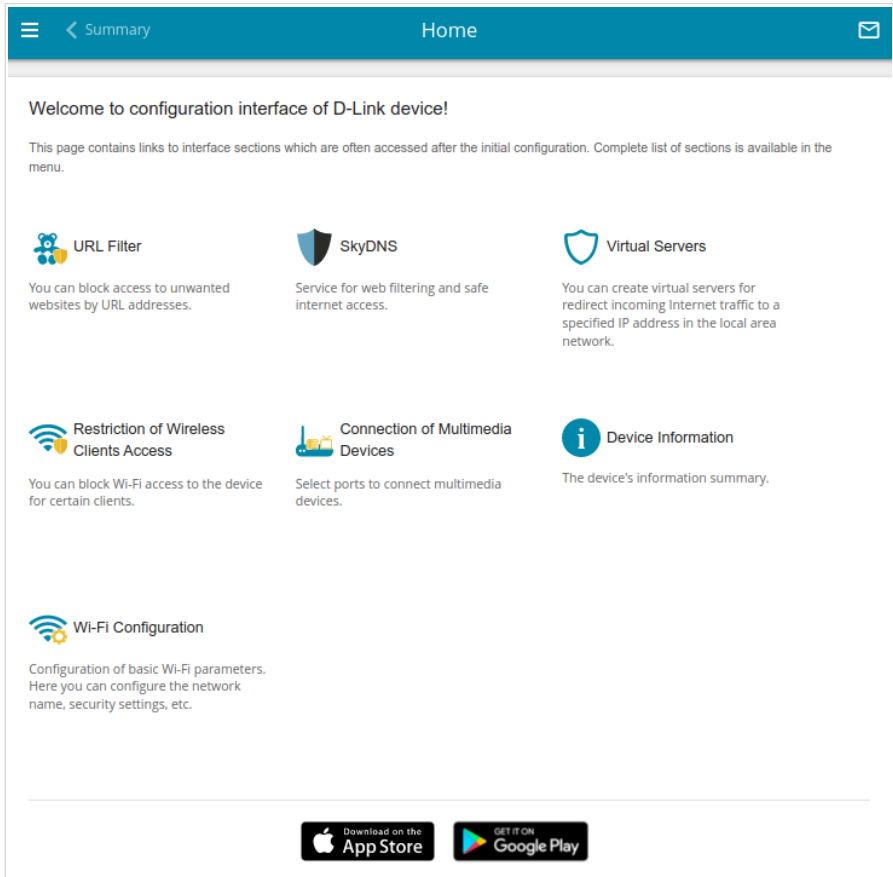 Summary
Home
Welcome to configuration interface of D-Link device!
This page contains links to interface sections which are often accessed after the initial configuration. Complete list of sections is available in the
menu.
URL Filter
You can block access to unwanted
websites by URL addresses.
SkyDNS
Service for web filtering and safe
internet access.
Virtual Servers
You can create virtual servers for
redirect incoming Internet traffic to a
specified IP address in the local area
network.
Restriction of Wireless
Clients Access
You can block Wi-Fi access to the device
for certain clients.
Connection of Multimedia
Devices
Select ports to connect multimedia
devices.
i
Device Information
The device's information summary.
Wi-Fi Configuration
Configuration of basic Wi-Fi parameters.
Here you can configure the network
name, security settings, etc.
Download on the
App Store
GET IT ON
Google Play